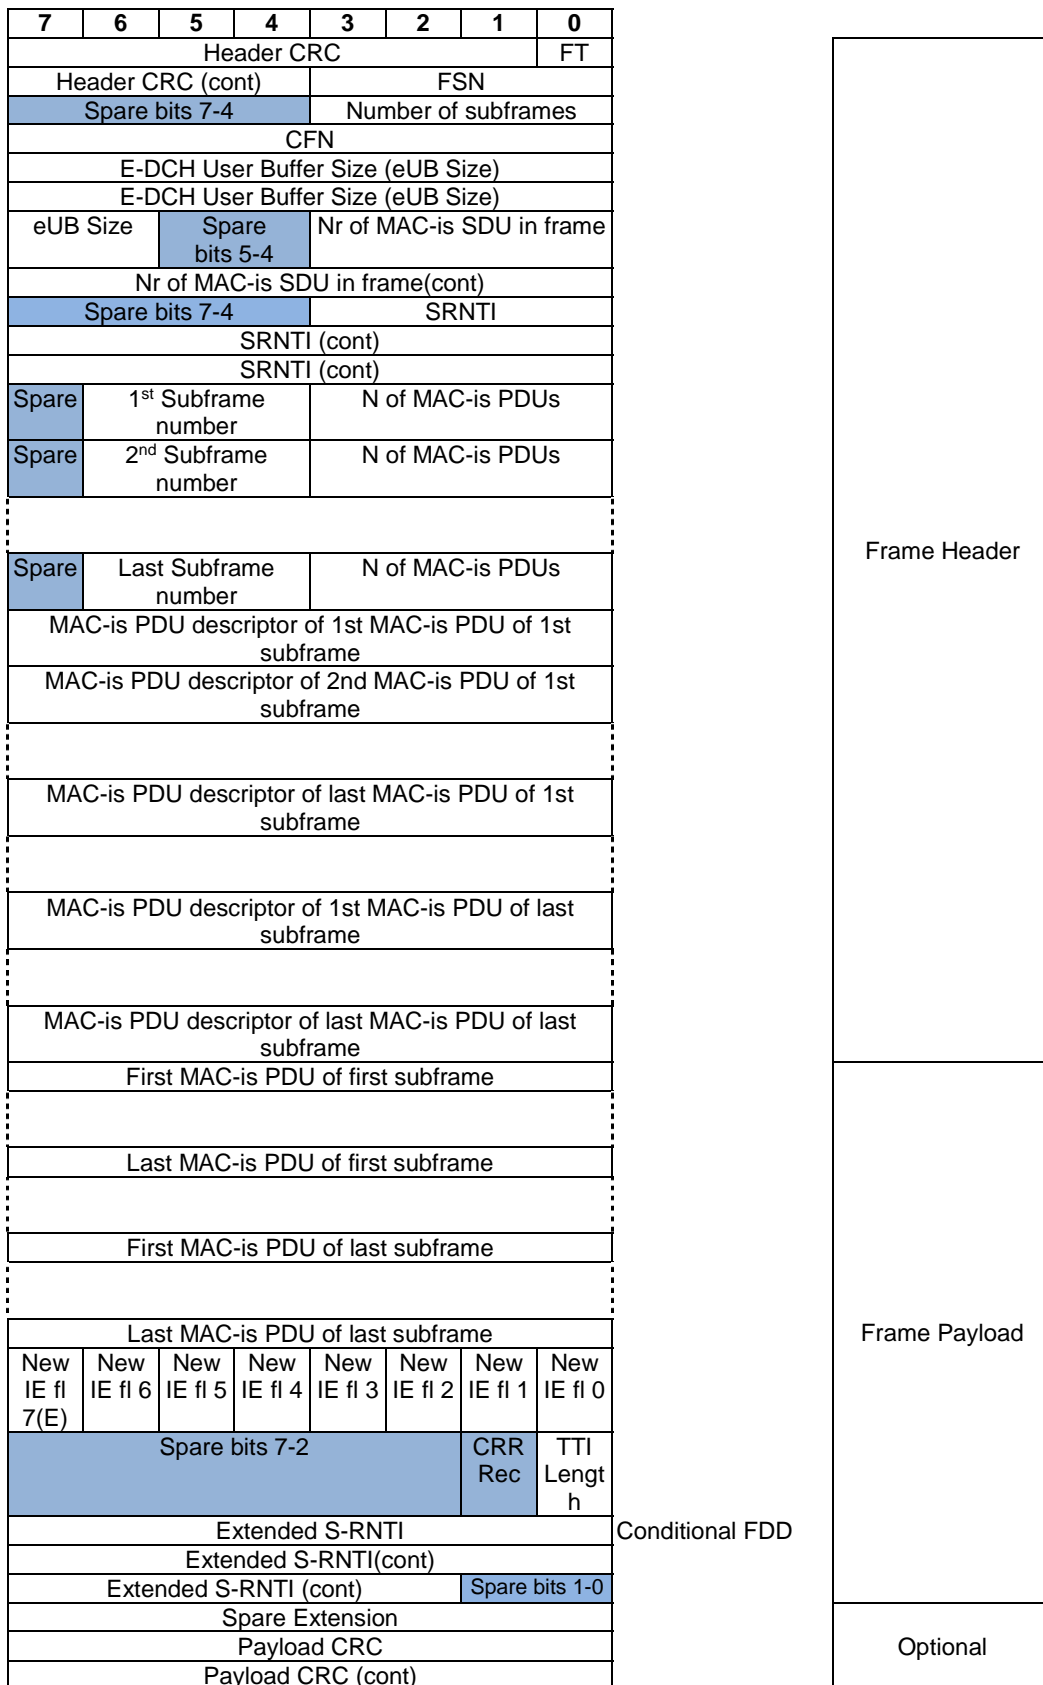 7 6 5 4 3 2 1 0
Header CRC FT
Header CRC (cont) FSN
Spare bits 7-4 Number of subframes
CFN
E-DCH User Buffer Size (eUB Size)
E-DCH User Buffer Size (eUB Size)
eUB Size Spare bits 5-4 Nr of MAC-is SDU in frame
Nr of MAC-is SDU in frame(cont)
Spare bits 7-4 SRNTI
SRNTI (cont)
SRNTI (cont)
Spare 1st Subframe number N of MAC-is PDUs
Spare 2nd Subframe number N of MAC-is PDUs
Frame Header
Spare Last Subframe number N of MAC-is PDUs
MAC-is PDU descriptor of 1st MAC-is PDU of 1st
subframe
MAC-is PDU descriptor of 2nd MAC-is PDU of 1st
subframe
MAC-is PDU descriptor of last MAC-is PDU of 1st
subframe
MAC-is PDU descriptor of 1st MAC-is PDU of last
subframe
MAC-is PDU descriptor of last MAC-is PDU of last
subframe
First MAC-is PDU of first subframe
Last MAC-is PDU of first subframe
First MAC-is PDU of last subframe
Last MAC-is PDU of last subframe
Frame Payload
New IE fl 7(E) New IE fl 6 New IE fl 5 New IE fl 4 New IE fl 3 New IE fl 2 New IE fl 1 New IE fl 0
Spare bits 7-2 CRR Rec TTI Lengt h
Extended S-RNTI Conditional FDD
Extended S-RNTI(cont)
Extended S-RNTI (cont) Spare bits 1-0
Spare Extension
Payload CRC Optional
Payload CRC (cont)